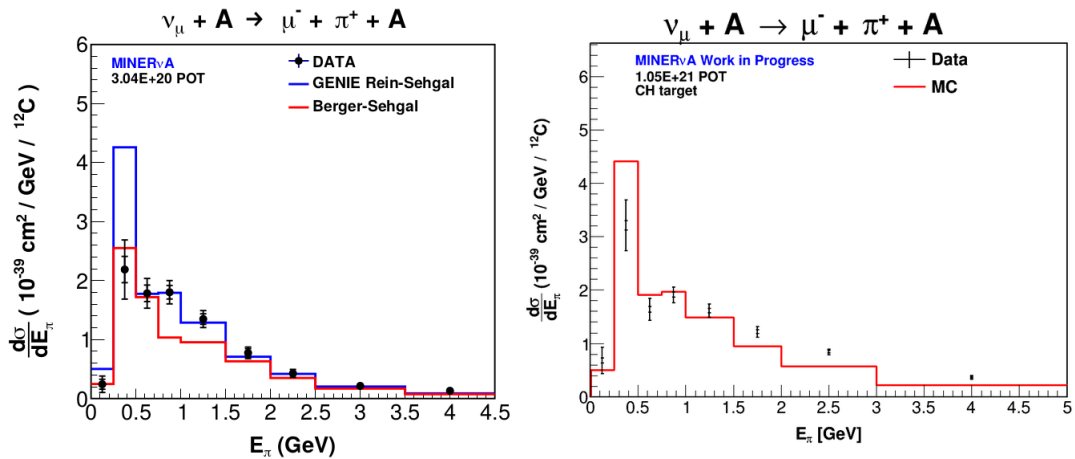 νμ + A → μ⁻ + π⁺ + A
6
5
4
3
2
1
0
MINERνA
3.04E+20 POT
DATA
GENIE Rein-Sehgal
Berger-Sehgal
dσ/dEπ ( 10⁻³⁹ cm² / GeV / ¹²C)
0 0.5 1 1.5 2 2.5 3 3.5 4 4.5
Eπ (GeV)
νμ + A → μ⁻ + π⁺ + A
6
5
4
3
2
1
0
MINERνA Work in Progress
1.05E+21 POT
CH target
Data
MC
dσ/dEπ (10⁻³⁹ cm² / GeV / ¹²C)
0 0.5 1 1.5 2 2.5 3 3.5 4 4.5 5
Eπ [GeV]